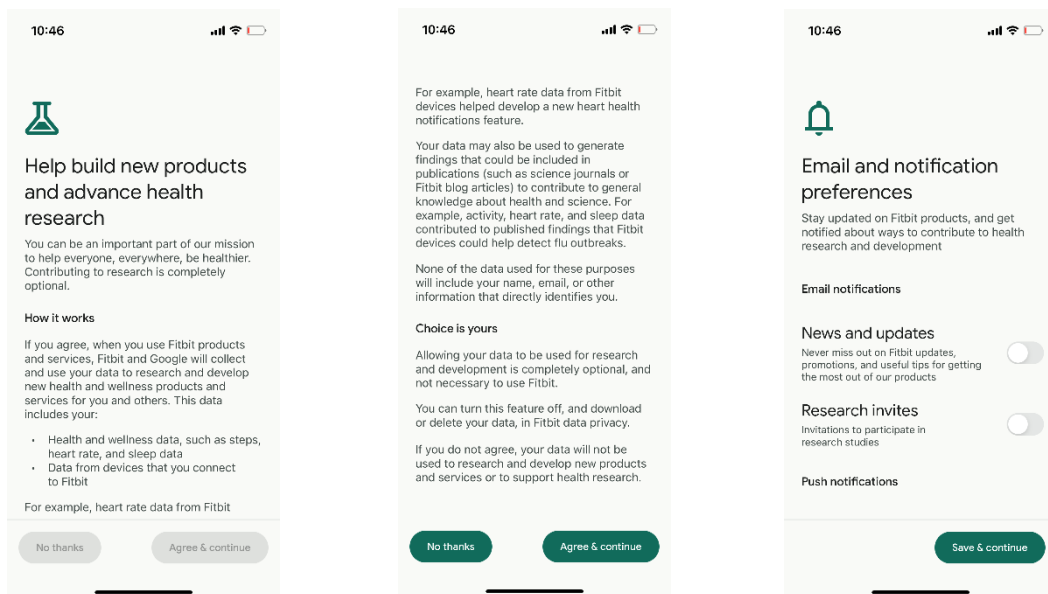 10:46
Help build new products
and advance health
research
You can be an important part of our mission
to help everyone, everywhere, be healthier.
Contributing to research is completely
optional.
How it works
If you agree, when you use Fitbit products
and services, Fitbit and Google will collect
and use your data to research and develop
new health and wellness products and
services for you and others. This data
includes your:
• Health and wellness data, such as steps,
heart rate, and sleep data
• Data from devices that you connect
to Fitbit
For example, heart rate data from Fitbit
No thanks
Agree & continue
10:46
For example, heart rate data from Fitbit
devices helped develop a new heart health
notifications feature.
Your data may also be used to generate
findings that could be included in
publications (such as science journals or
Fitbit blog articles) to contribute to general
knowledge about health and science. For
example, activity, heart rate, and sleep data
contributed to published findings that Fitbit
devices could help detect flu outbreaks.
None of the data used for these purposes
will include your name, email, or other
information that directly identifies you.
Choice is yours
Allowing your data to be used for research
and development is completely optional, and
not necessary to use Fitbit.
You can turn this feature off, and download
or delete your data, in Fitbit data privacy.
If you do not agree, your data will not be
used to research and develop new products
and services or to support health research.
No thanks
Agree & continue
10:46
Email and notification
preferences
Stay updated on Fitbit products, and get
notified about ways to contribute to health
research and development
Email notifications
News and updates
Never miss out on Fitbit updates,
promotions, and useful tips for getting
the most out of our products
Research invites
Invitations to participate in
research studies
Push notifications
Save & continue